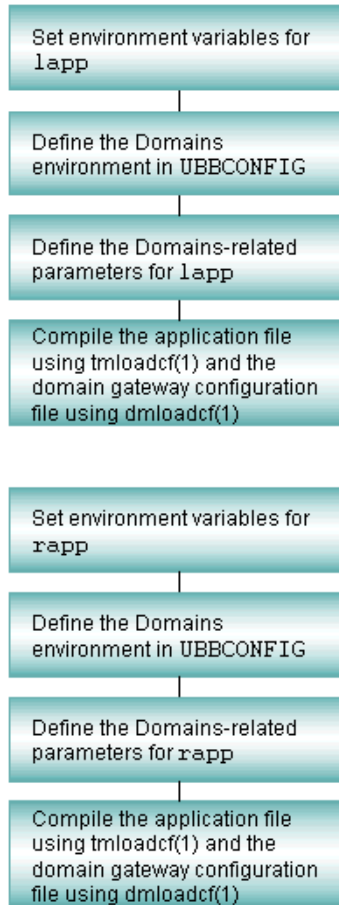 Set environment variables for
lapp
Define the Domains
environment in UBBCONFIG
Define the Domains-related
parameters for lapp
Compile the application file
using tmloadcf(1) and the
domain gateway configuration
file using dmloadcf(1)
Set environment variables for
rapp
Define the Domains
environment in UBBCONFIG
Define the Domains-related
parameters for rapp
Compile the application file
using tmloadcf(1) and the
domain gateway configuration
file using dmloadcf(1)